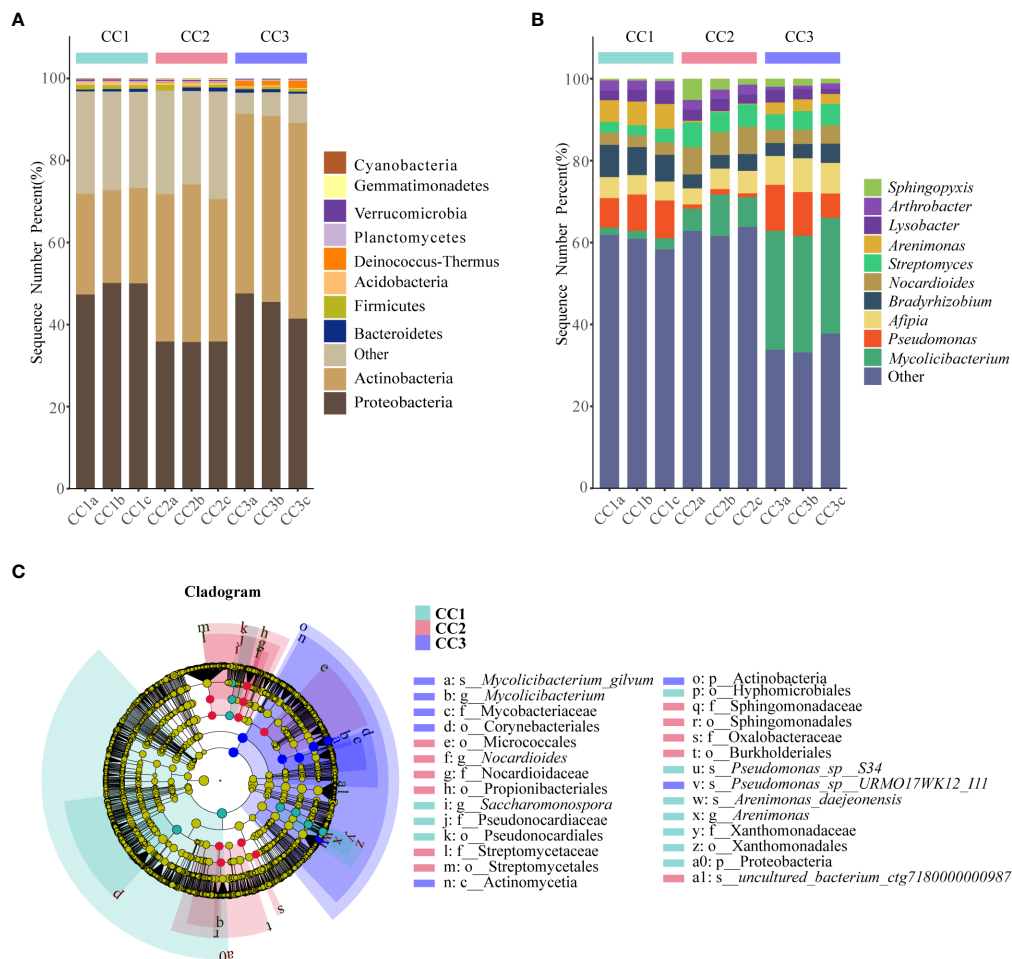 A
CC1 CC2 CC3
Sequence Number Percent(%)
100
80
60
40
20
0
CC1a CC1b CC1c CC2a CC2b CC2c CC3a CC3b CC3c
Cyanobacteria
Gemmatimonadetes
Verrucomicrobia
Planctomycetes
Deinococcus-Thermus
Acidobacteria
Firmicutes
Bacteroidetes
Other
Actinobacteria
Proteobacteria
B
CC1 CC2 CC3
Sequence Number Percent(%)
100
80
60
40
20
0
CC1a CC1b CC1c CC2a CC2b CC2c CC3a CC3b CC3c
Sphingopyxis
Arthrobacter
Lysobacter
Arenimonas
Streptomyces
Nocardioides
Bradyrhizobium
Afipia
Pseudomonas
Mycolicibacterium
Other
C
Cladogram
m
l
k
j
i
h
g
o
n
e
d
c
b
a
a1
z
y
x
p
q
r
s
t
a0
CC1
CC2
CC3
a: s__Mycolicibacterium_gilvum
b: g__Mycolicibacterium
c: f__Mycobacteriaceae
d: o__Corynebacteriales
e: o__Micrococcales
f: g__Nocardioides
g: f__Nocardioidaceae
h: o__Propionibacteriales
i: g__Saccharomonospora
j: f__Pseudonocardiaceae
k: o__Pseudonocardiales
l: f__Streptomycetaceae
m: o__Streptomycetales
n: c__Actinomycetia
o: p__Actinobacteria
p: o__Hyphomicrobiales
q: f__Sphingomonadaceae
r: o__Sphingomonadales
s: f__Oxalobacteraceae
t: o__Burkholderiales
u: s__Pseudomonas_sp__S34
v: s__Pseudomonas_sp__URMO17WK12_I11
w: s__Arenimonas_daejeonensis
x: g__Arenimonas
y: f__Xanthomonadaceae
z: o__Xanthomonadales
a0: p__Proteobacteria
a1: s__uncultured_bacterium_ctg7180000000987